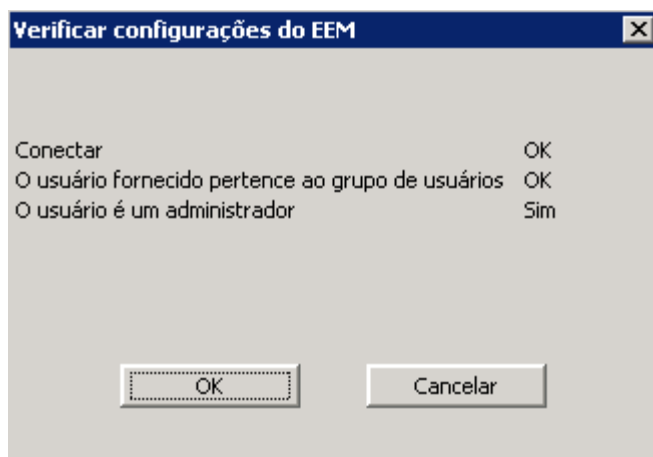 Verificar configurações do EEM
Conectar OK
O usuário fornecido pertence ao grupo de usuários OK
O usuário é um administrador Sim
OK Cancelar